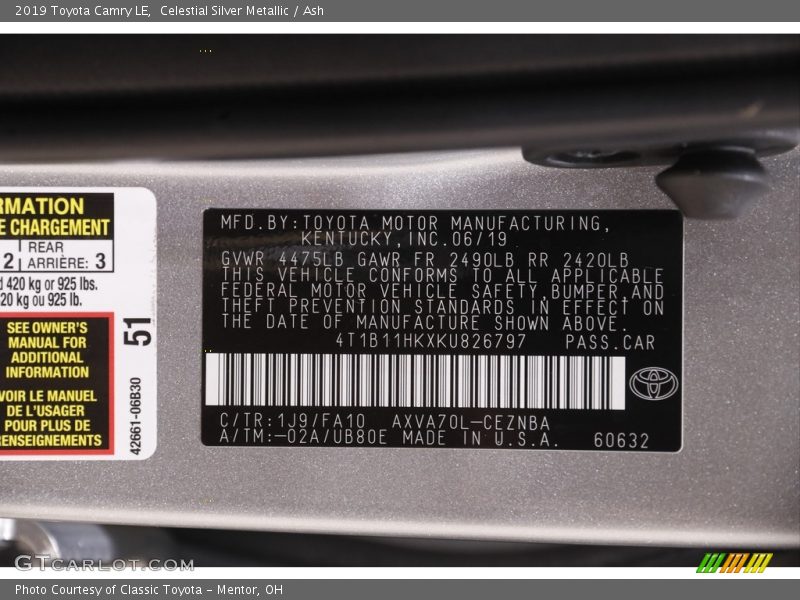 2019 Toyota Camry LE, Celestial Silver Metallic / Ash
RMATION
E CHARGEMENT
2 REAR
ARRIÈRE: 3
d 420 kg or 925 lbs.
20 kg ou 925 lb.
SEE OWNER'S
MANUAL FOR
ADDITIONAL
INFORMATION
VOIR LE MANUEL
DE L'USAGER
POUR PLUS DE
RENSEIGNEMENTS
51
42661-06B30
MFD.BY:TOYOTA MOTOR MANUFACTURING,
KENTUCKY,INC.06/19
GVWR 4475LB GAWR FR 2490LB RR 2420LB
THIS VEHICLE CONFORMS TO ALL APPLICABLE
FEDERAL MOTOR VEHICLE SAFETY,BUMPER,AND
THEFT PREVENTION STANDARDS IN EFFECT ON
THE DATE OF MANUFACTURE SHOWN ABOVE.
4T1B11HKXKU826797 PASS.CAR
C/TR:1J9/FA10 AXVA70L-CEZNBA
A/TM:-02A/UB80E MADE IN U.S.A. 60632
GTCARLOT.COM
Photo Courtesy of Classic Toyota - Mentor, OH